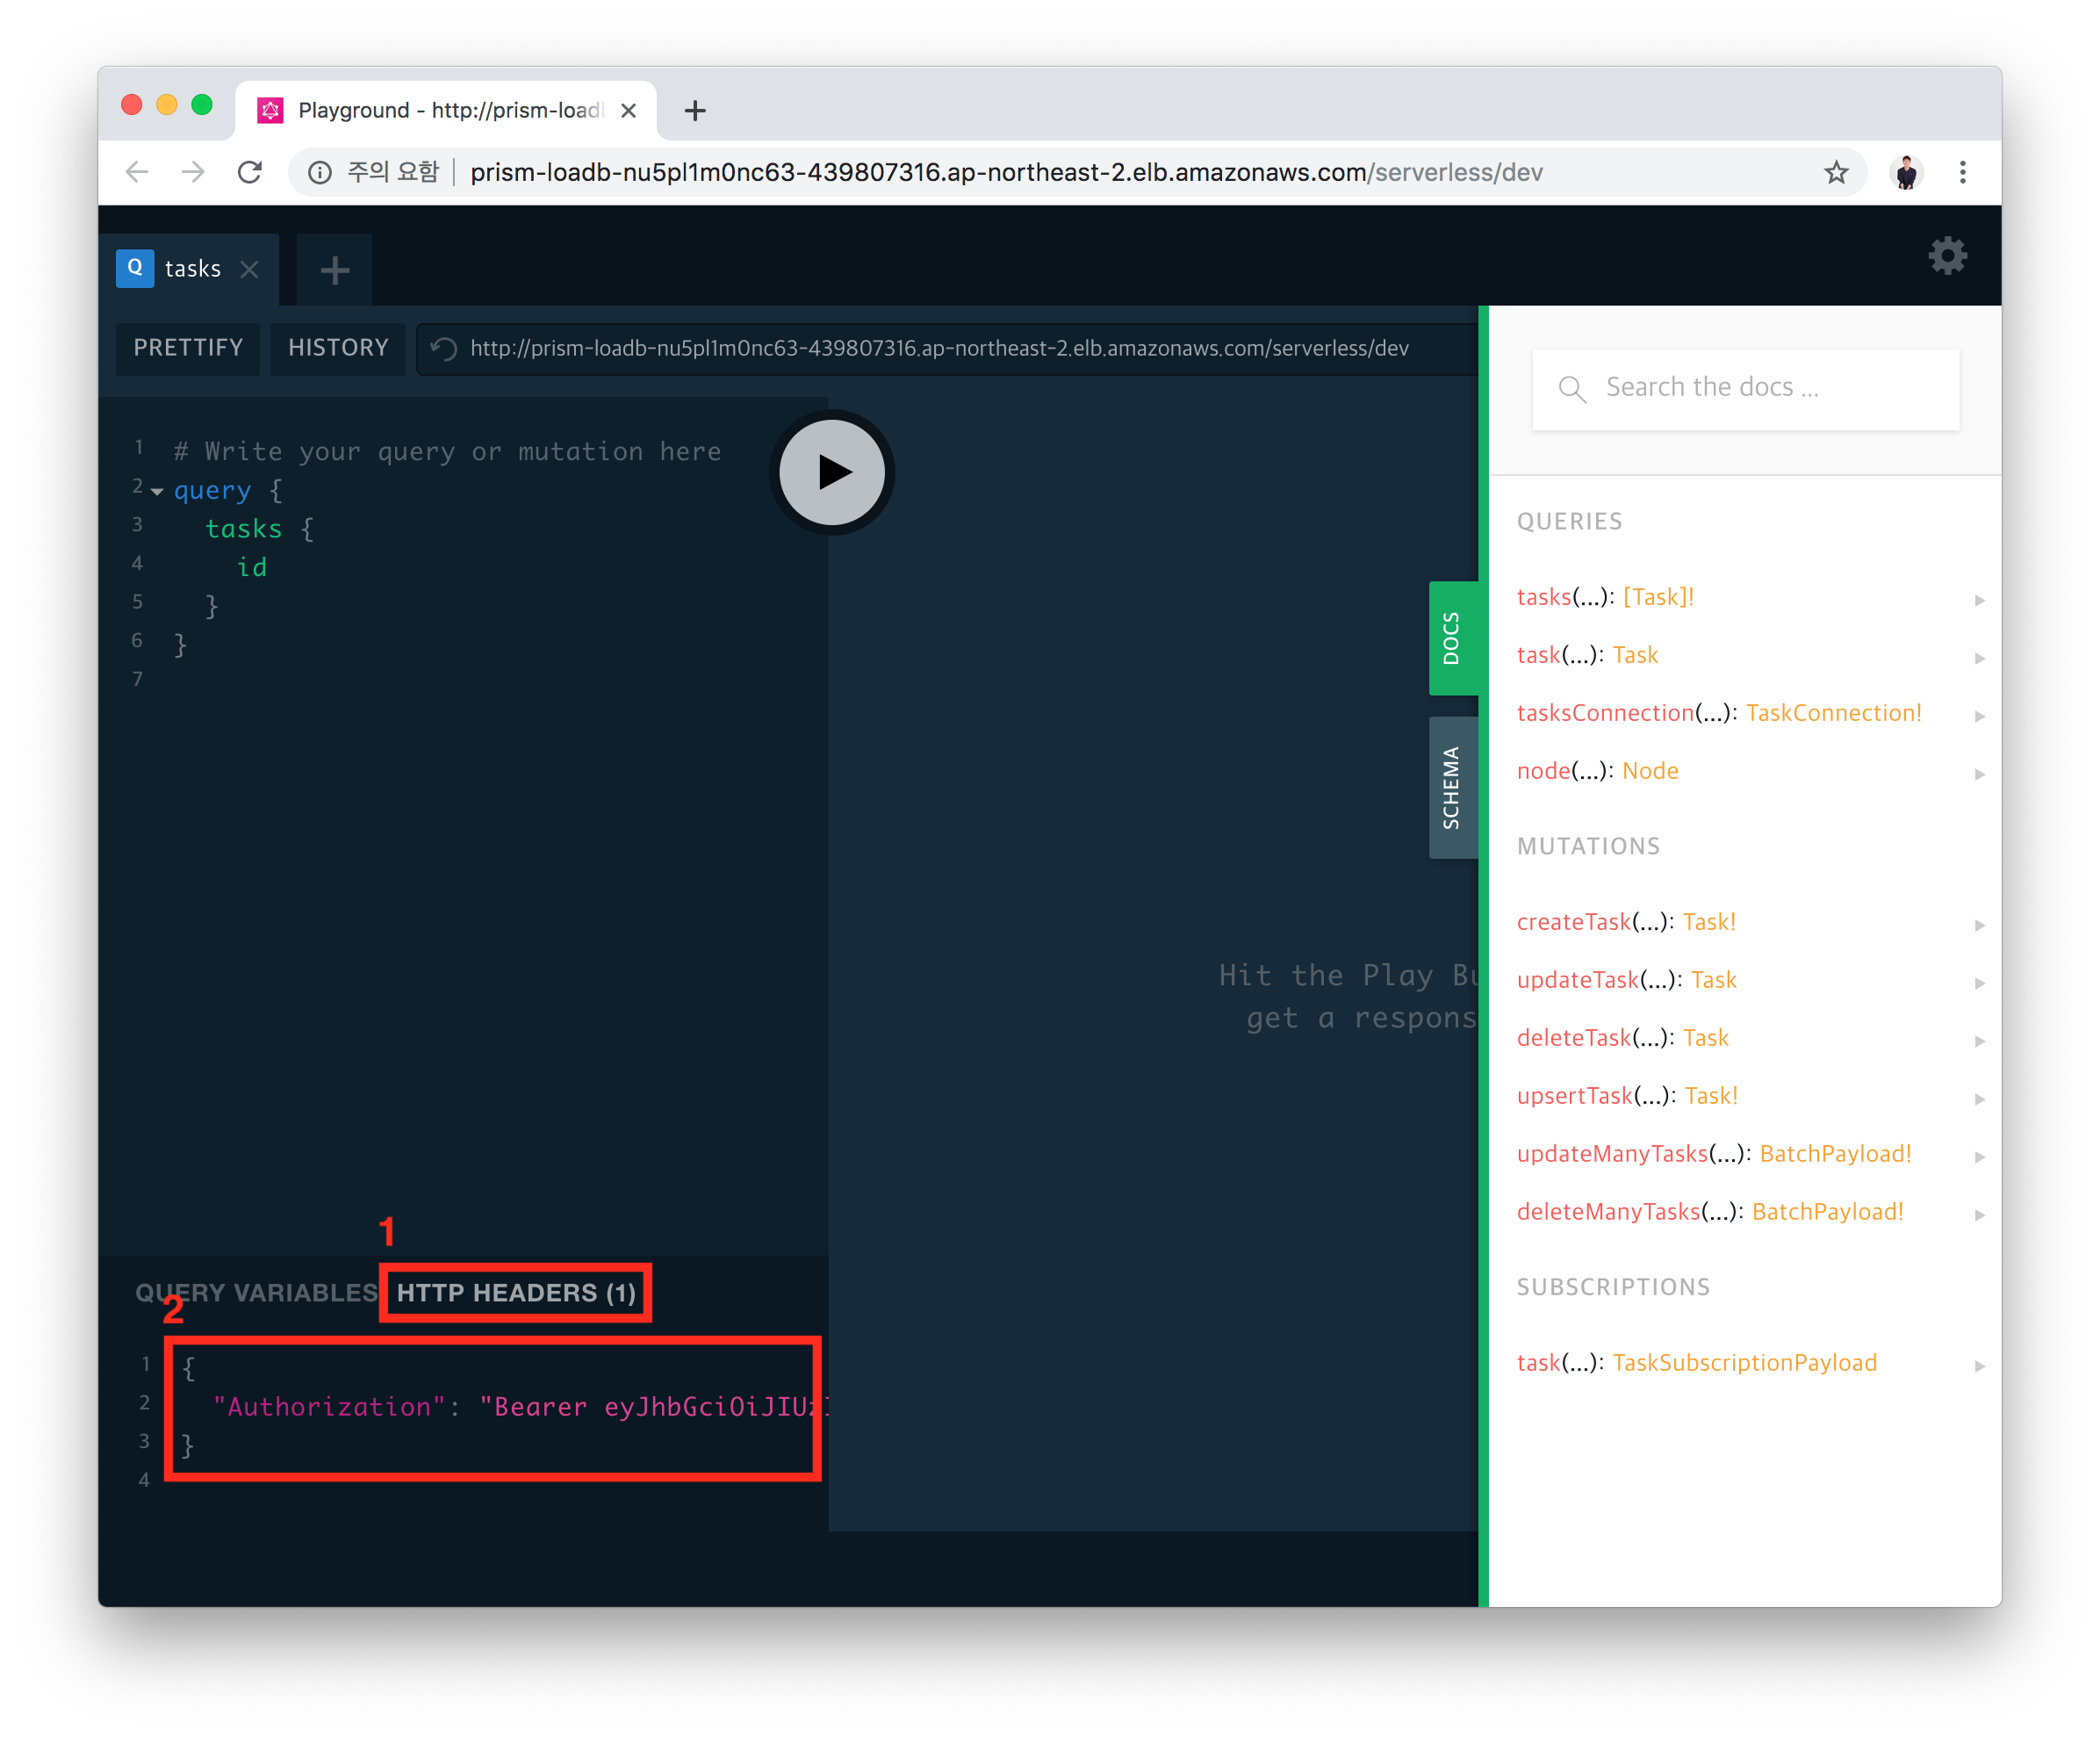 Playground - http://prism-loadb
주의 요함
prism-loadb-nu5pl1m0nc63-439807316.ap-northeast-2.elb.amazonaws.com/serverless/dev
Q tasks
PRETTIFY
HISTORY
http://prism-loadb-nu5pl1m0nc63-439807316.ap-northeast-2.elb.amazonaws.com/serverless/dev
1 # Write your query or mutation here
2 query {
3 tasks {
4 id
5 }
6 }
7
Hit the Play Bu
get a respons
DOCS
SCHEMA
Search the docs ...
QUERIES
tasks(...): [Task]!
task(...): Task
tasksConnection(...): TaskConnection!
node(...): Node
MUTATIONS
createTask(...): Task!
updateTask(...): Task
deleteTask(...): Task
upsertTask(...): Task!
updateManyTasks(...): BatchPayload!
deleteManyTasks(...): BatchPayload!
SUBSCRIPTIONS
task(...): TaskSubscriptionPayload
1
QUERY VARIABLES HTTP HEADERS (1)
2
1 {
2 "Authorization": "Bearer eyJhbGciOiJIUzI
3 }
4